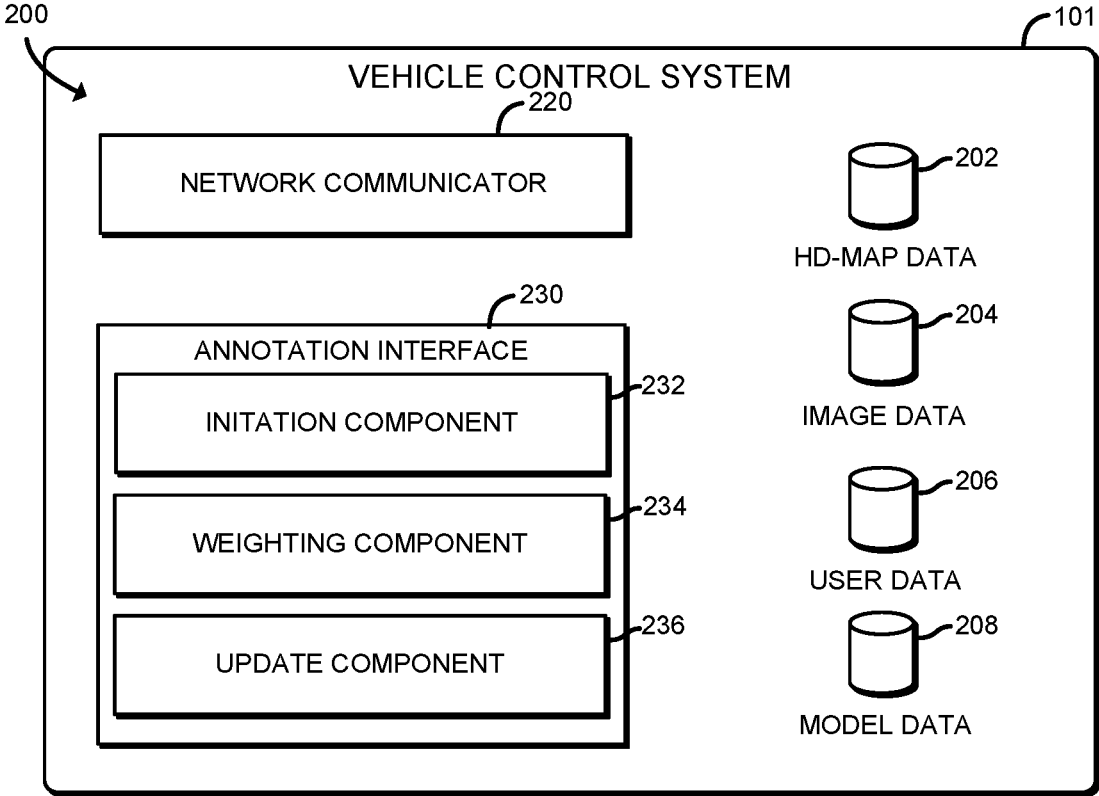 200
101
VEHICLE CONTROL SYSTEM
220
NETWORK COMMUNICATOR
202
HD-MAP DATA
230
ANNOTATION INTERFACE
232
INITATION COMPONENT
204
IMAGE DATA
234
WEIGHTING COMPONENT
206
USER DATA
236
UPDATE COMPONENT
208
MODEL DATA